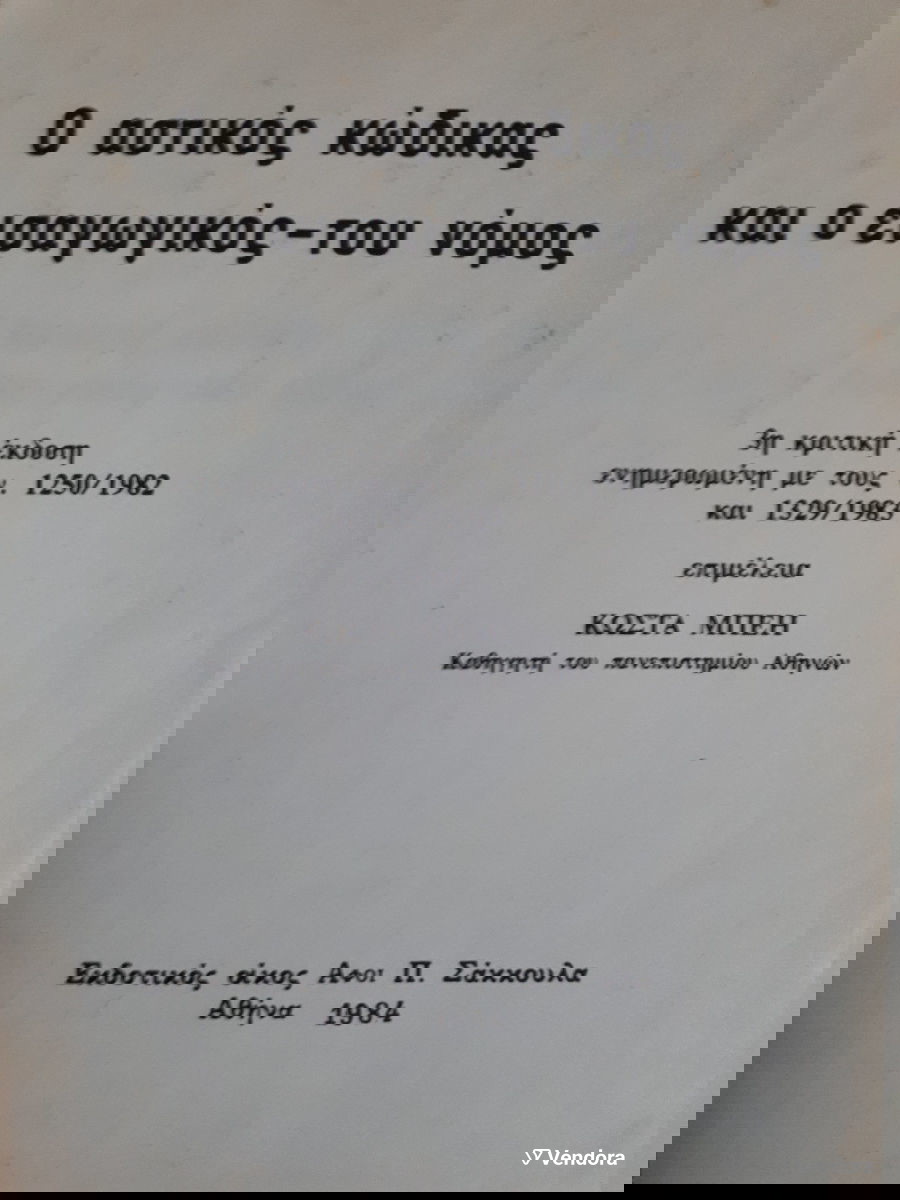 Ο αστικός κώδικας
και ο εισαγωγικός-του νόμος
3η κριτική έκδοση
ενημερωμένη με τους ν. 1250/1982
και 1329/1983
επιμέλεια
ΚΩΣΤΑ ΜΠΕΗ
Καθηγητή του πανεπιστημίου Αθηνών
Εκδοτικός οίκος Αφοι Π. Σάκκουλα
Αθήνα 1984
Vendora